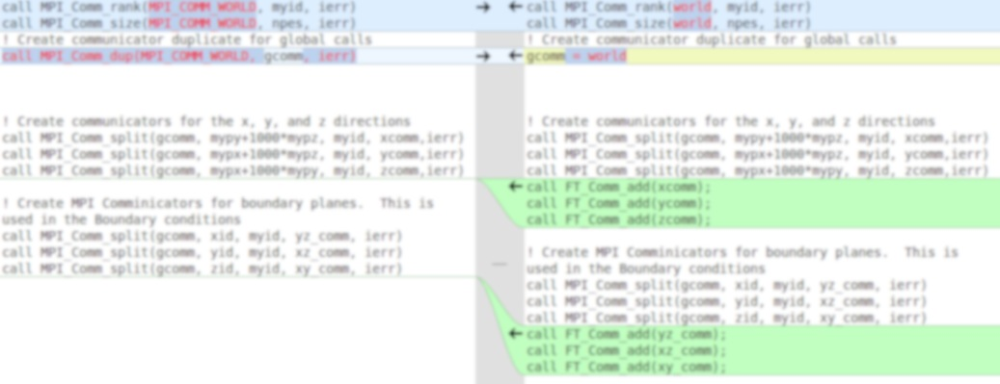 call MPI_Comm_rank(MPI_COMM_WORLD, myid, ierr)
call MPI_Comm_size(MPI_COMM_WORLD, npes, ierr)
! Create communicator duplicate for global calls
call MPI_Comm_dup(MPI_COMM_WORLD, gcomm, ierr)
! Create communicators for the x, y, and z directions
call MPI_Comm_split(gcomm, mypy+1000*mypz, myid, xcomm,ierr)
call MPI_Comm_split(gcomm, mypx+1000*mypz, myid, ycomm,ierr)
call MPI_Comm_split(gcomm, mypx+1000*mypy, myid, zcomm,ierr)
! Create MPI Comminicators for boundary planes.  This is
used in the Boundary conditions
call MPI_Comm_split(gcomm, xid, myid, yz_comm, ierr)
call MPI_Comm_split(gcomm, yid, myid, xz_comm, ierr)
call MPI_Comm_split(gcomm, zid, myid, xy_comm, ierr)
call MPI_Comm_rank(world, myid, ierr)
call MPI_Comm_size(world, npes, ierr)
! Create communicator duplicate for global calls
gcomm = world
! Create communicators for the x, y, and z directions
call MPI_Comm_split(gcomm, mypy+1000*mypz, myid, xcomm,ierr)
call MPI_Comm_split(gcomm, mypx+1000*mypz, myid, ycomm,ierr)
call MPI_Comm_split(gcomm, mypx+1000*mypy, myid, zcomm,ierr)
call FT_Comm_add(xcomm);
call FT_Comm_add(ycomm);
call FT_Comm_add(zcomm);
! Create MPI Comminicators for boundary planes.  This is
used in the Boundary conditions
call MPI_Comm_split(gcomm, xid, myid, yz_comm, ierr)
call MPI_Comm_split(gcomm, yid, myid, xz_comm, ierr)
call MPI_Comm_split(gcomm, zid, myid, xy_comm, ierr)
call FT_Comm_add(yz_comm);
call FT_Comm_add(xz_comm);
call FT_Comm_add(xy_comm);